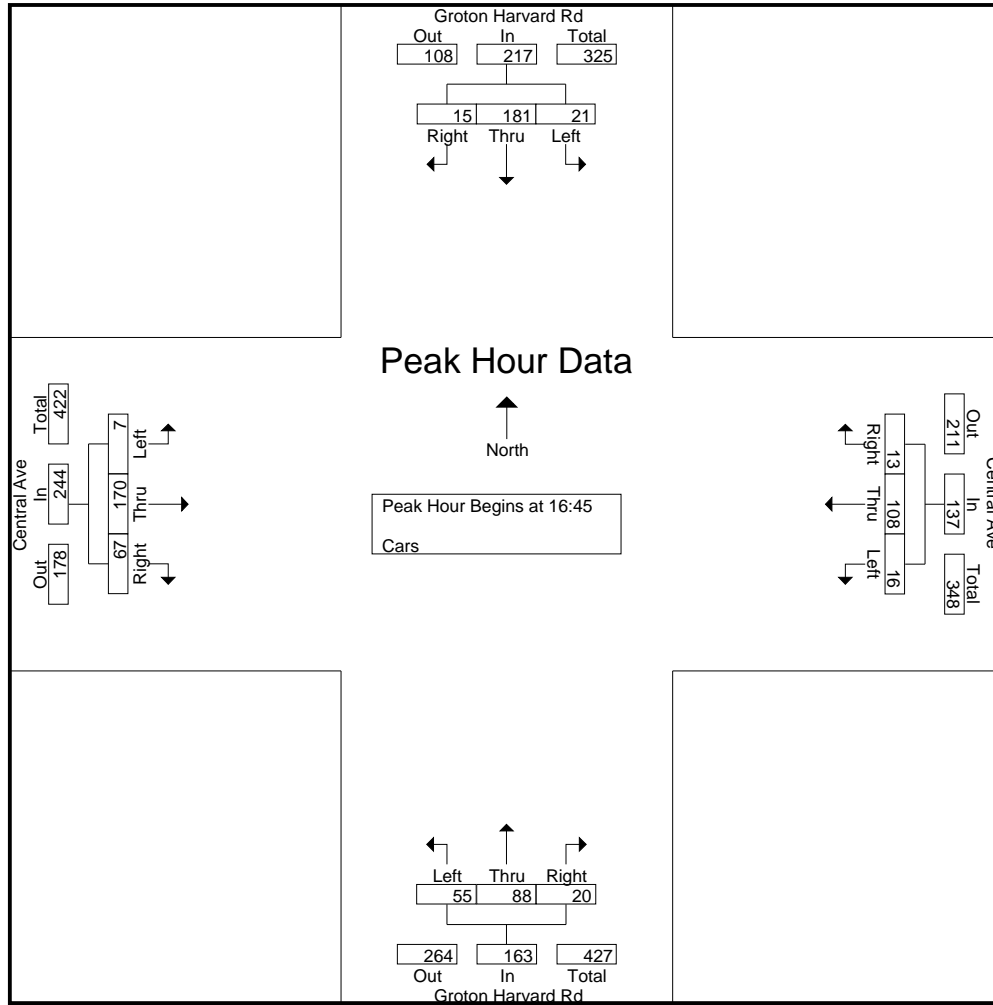 Groton Harvard Rd
Out In Total
108 217 325
15 181 21
Right Thru Left
Peak Hour Data
North
Peak Hour Begins at 16:45
Cars
Central Ave
Total In Out
422 244 178
7 170 67
Left Thru Right
Central Ave
Out In Total
211 137 348
13 108 16
Right Thru Left
Left Thru Right
55 88 20
264 163 427
Out In Total
Groton Harvard Rd